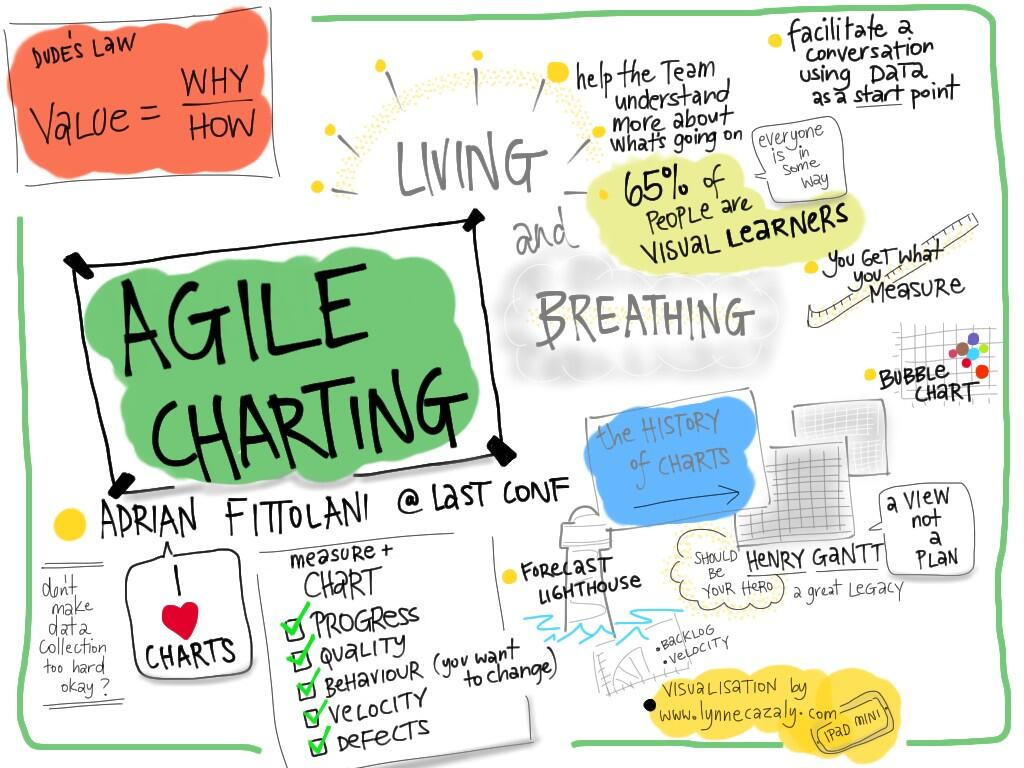 DUDE'S LAW
VALUE = WHY
HOW
LIVING
and
BREATHING
help the Team
understand
more about
what's going on
facilitate a
conversation
using Data
as a start point
65% of
PEOPLE are
VISUAL LEARNERS
everyone
is in
some
way
You Get what
you
Measure
BUBBLE
CHART
AGILE
CHARTING
ADRIAN FITTOLANI @ LAST CONF
the HISTORY
of CHARTS
a VIEW
not
a
PLAN
SHOULD
BE
YOUR HERO
HENRY GANTT
a great LEGACY
don't
make
data
collection
too hard
okay?
I
CHARTS
measure +
CHART
PROGRESS
QUALITY
BEHAVIOUR (you want
to change)
VELOCITY
DEFECTS
FORECAST
LIGHTHOUSE
• BACKLOG
• VELOCITY
VISUALISATION by
www.lynnecazaly.com
iPAD MINI